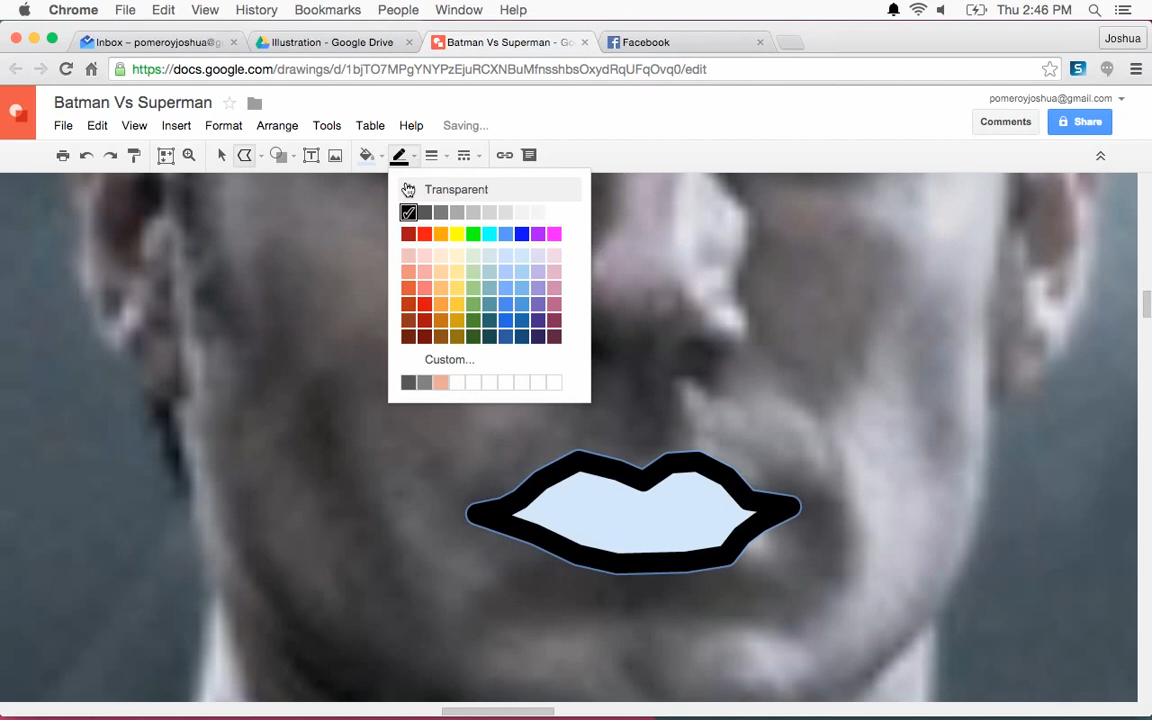 Chrome File Edit View History Bookmarks People Window Help Thu 2:46 PM
Inbox – pomeroyjoshua@g Illustration - Google Drive Batman Vs Superman - Go Facebook Joshua
https://docs.google.com/drawings/d/1bjTO7MPgYNYPzEjuRCXNBuMfnsshbsOxydRqUFqOvq0/edit
Batman Vs Superman pomeroyjoshua@gmail.com
File Edit View Insert Format Arrange Tools Table Help Saving... Comments Share
Transparent
Custom...